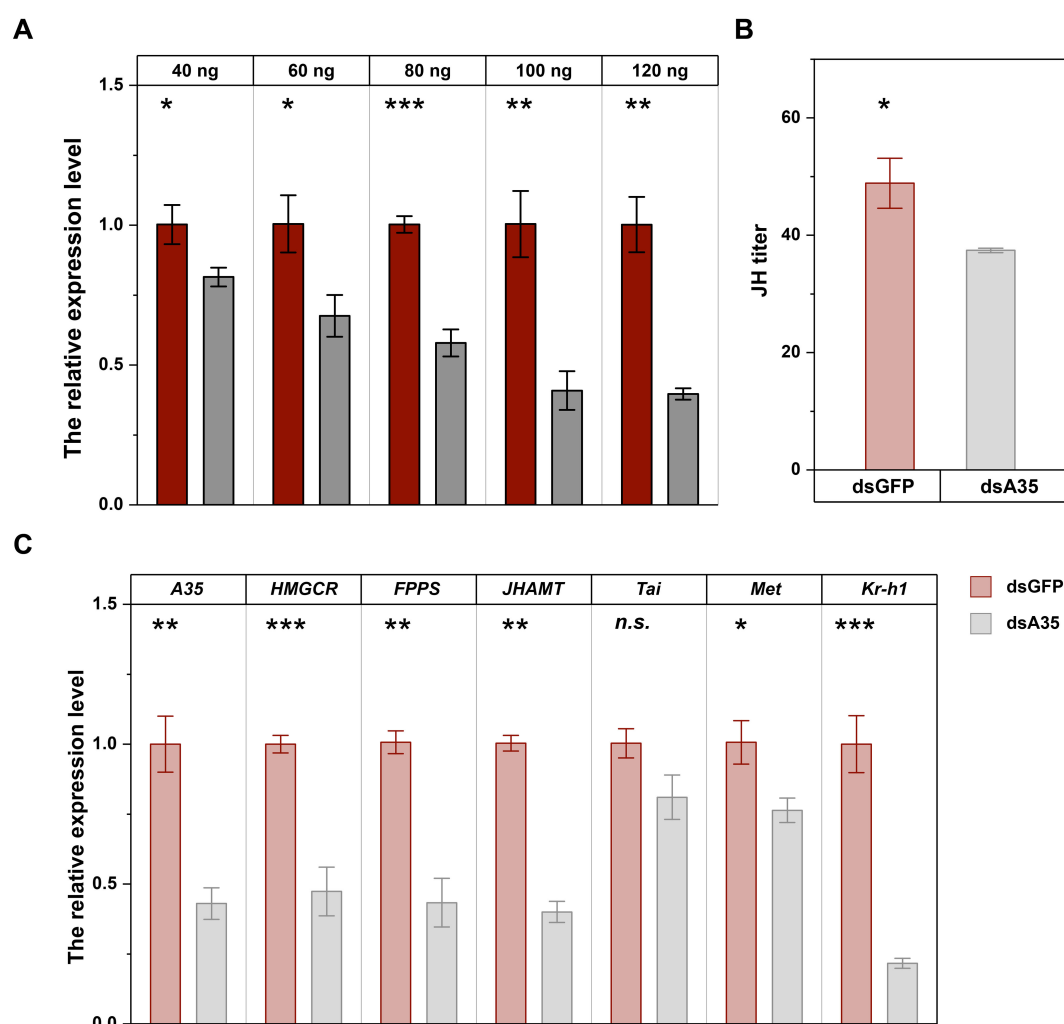 A
40 ng 60 ng 80 ng 100 ng 120 ng
* * *** ** **
The relative expression level
1.5
1.0
0.5
0.0
B
*
JH titer
60
40
20
0
dsGFP dsA35
C
A35 HMGCR FPPS JHAMT Tai Met Kr-h1
** *** ** ** n.s. * ***
The relative expression level
1.5
1.0
0.5
0.0
dsGFP
dsA35